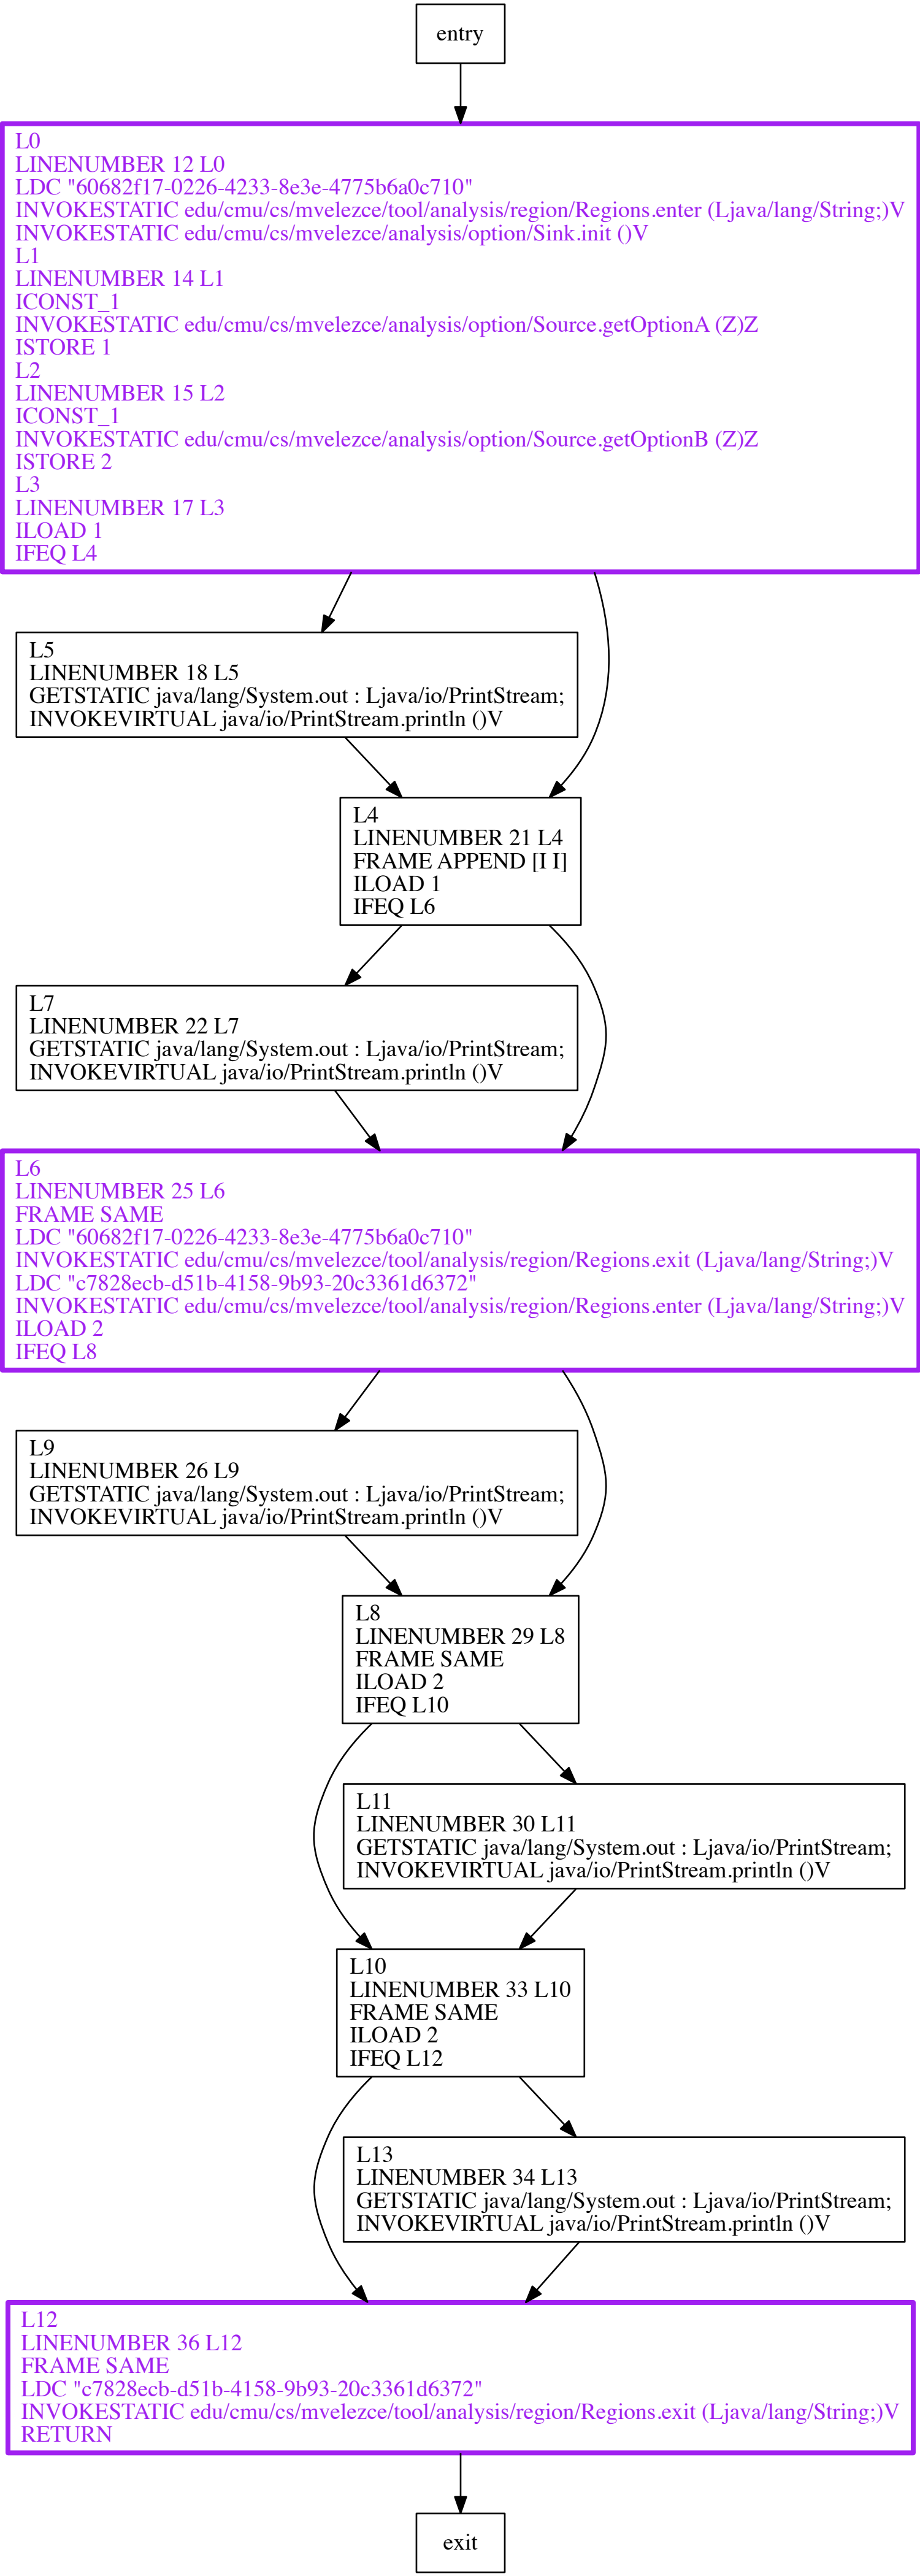 entry
L0
LINENUMBER 12 L0
LDC "60682f17-0226-4233-8e3e-4775b6a0c710"
INVOKESTATIC edu/cmu/cs/mvelezce/tool/analysis/region/Regions.enter (Ljava/lang/String;)V
INVOKESTATIC edu/cmu/cs/mvelezce/analysis/option/Sink.init ()V
L1
LINENUMBER 14 L1
ICONST_1
INVOKESTATIC edu/cmu/cs/mvelezce/analysis/option/Source.getOptionA (Z)Z
ISTORE 1
L2
LINENUMBER 15 L2
ICONST_1
INVOKESTATIC edu/cmu/cs/mvelezce/analysis/option/Source.getOptionB (Z)Z
ISTORE 2
L3
LINENUMBER 17 L3
ILOAD 1
IFEQ L4
L5
LINENUMBER 18 L5
GETSTATIC java/lang/System.out : Ljava/io/PrintStream;
INVOKEVIRTUAL java/io/PrintStream.println ()V
L4
LINENUMBER 21 L4
FRAME APPEND [I I]
ILOAD 1
IFEQ L6
L7
LINENUMBER 22 L7
GETSTATIC java/lang/System.out : Ljava/io/PrintStream;
INVOKEVIRTUAL java/io/PrintStream.println ()V
L6
LINENUMBER 25 L6
FRAME SAME
LDC "60682f17-0226-4233-8e3e-4775b6a0c710"
INVOKESTATIC edu/cmu/cs/mvelezce/tool/analysis/region/Regions.exit (Ljava/lang/String;)V
LDC "c7828ecb-d51b-4158-9b93-20c3361d6372"
INVOKESTATIC edu/cmu/cs/mvelezce/tool/analysis/region/Regions.enter (Ljava/lang/String;)V
ILOAD 2
IFEQ L8
L9
LINENUMBER 26 L9
GETSTATIC java/lang/System.out : Ljava/io/PrintStream;
INVOKEVIRTUAL java/io/PrintStream.println ()V
L8
LINENUMBER 29 L8
FRAME SAME
ILOAD 2
IFEQ L10
L11
LINENUMBER 30 L11
GETSTATIC java/lang/System.out : Ljava/io/PrintStream;
INVOKEVIRTUAL java/io/PrintStream.println ()V
L10
LINENUMBER 33 L10
FRAME SAME
ILOAD 2
IFEQ L12
L13
LINENUMBER 34 L13
GETSTATIC java/lang/System.out : Ljava/io/PrintStream;
INVOKEVIRTUAL java/io/PrintStream.println ()V
L12
LINENUMBER 36 L12
FRAME SAME
LDC "c7828ecb-d51b-4158-9b93-20c3361d6372"
INVOKESTATIC edu/cmu/cs/mvelezce/tool/analysis/region/Regions.exit (Ljava/lang/String;)V
RETURN
exit